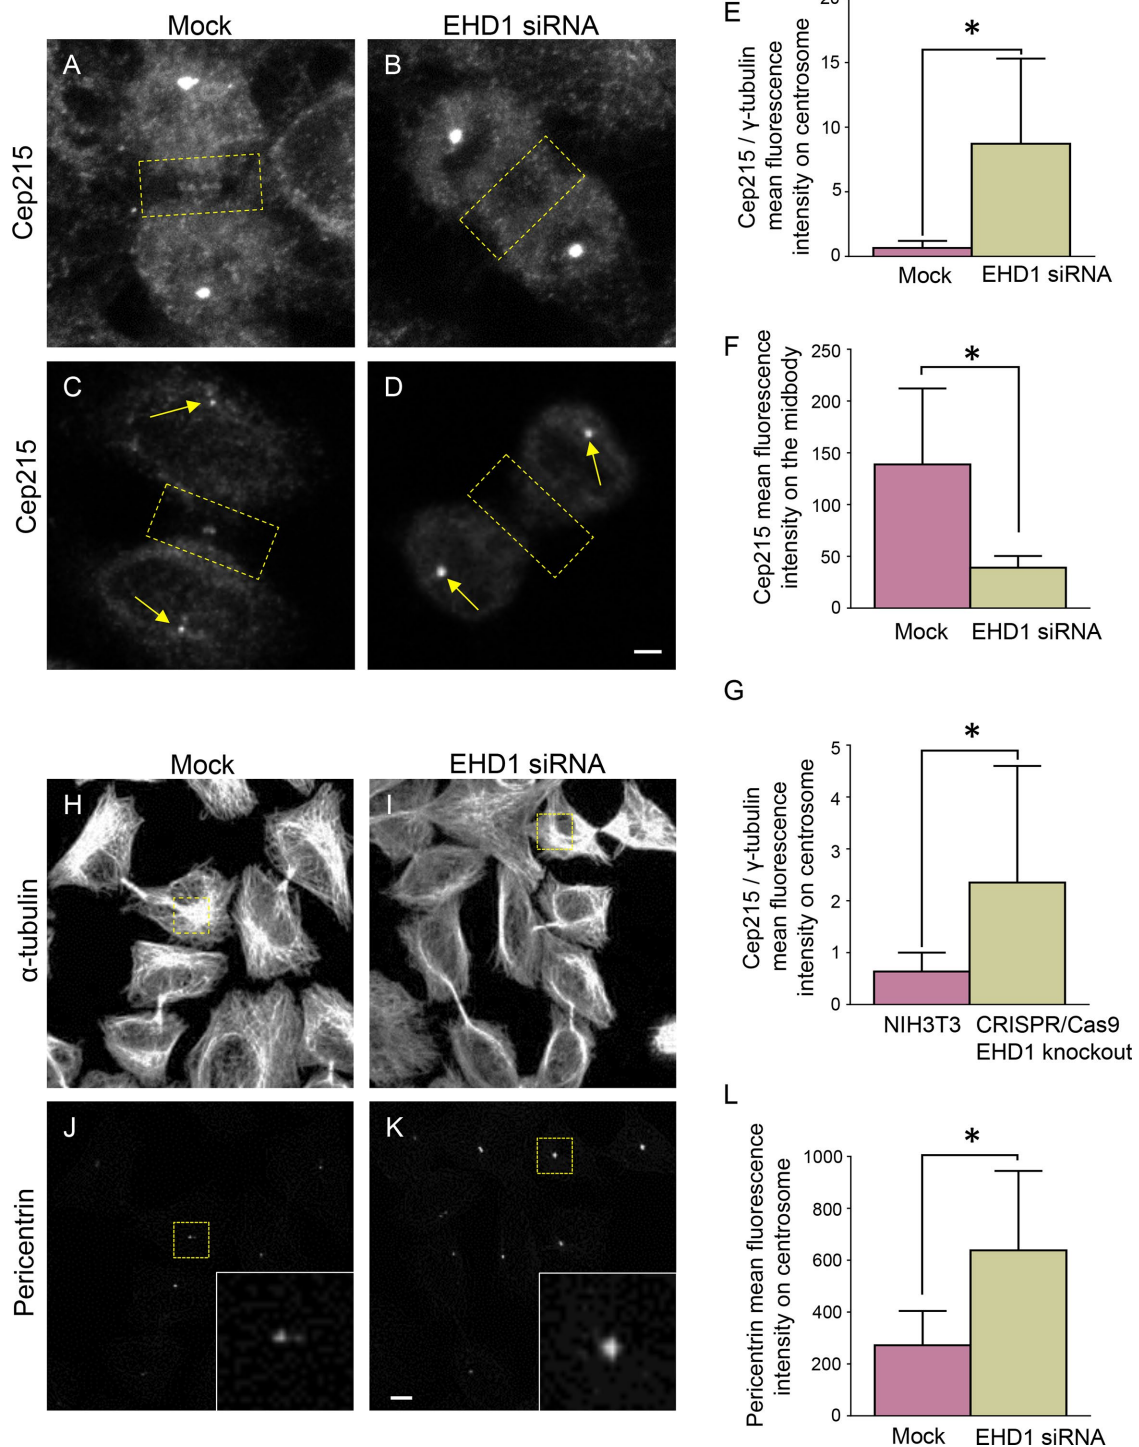 Mock
EHD1 siRNA
A
B
Cep215
C
D
Cep215
E
Cep215 / γ-tubulin
mean fluorescence
intensity on centrosome
20
15
10
5
0
*
Mock
EHD1 siRNA
F
Cep215 mean fluorescence
intensity on the midbody
250
200
150
100
50
0
*
Mock
EHD1 siRNA
G
Cep215 / γ-tubulin
mean fluorescence
intensity on centrosome
5
4
3
2
1
0
*
NIH3T3
CRISPR/Cas9
EHD1 knockout
Mock
EHD1 siRNA
H
I
α-tubulin
J
K
Pericentrin
L
Pericentrin mean fluorescence
intensity on centrosome
1000
800
600
400
200
0
*
Mock
EHD1 siRNA